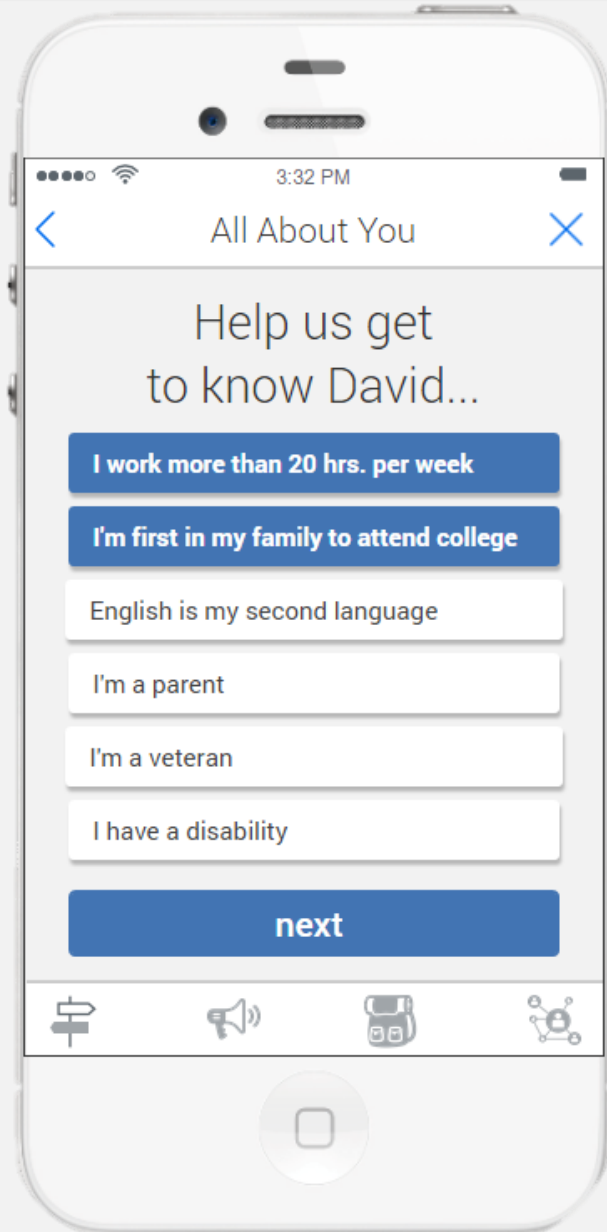 3:32 PM
All About You
Help us get
to know David...
I work more than 20 hrs. per week
I'm first in my family to attend college
English is my second language
I'm a parent
I'm a veteran
I have a disability
next